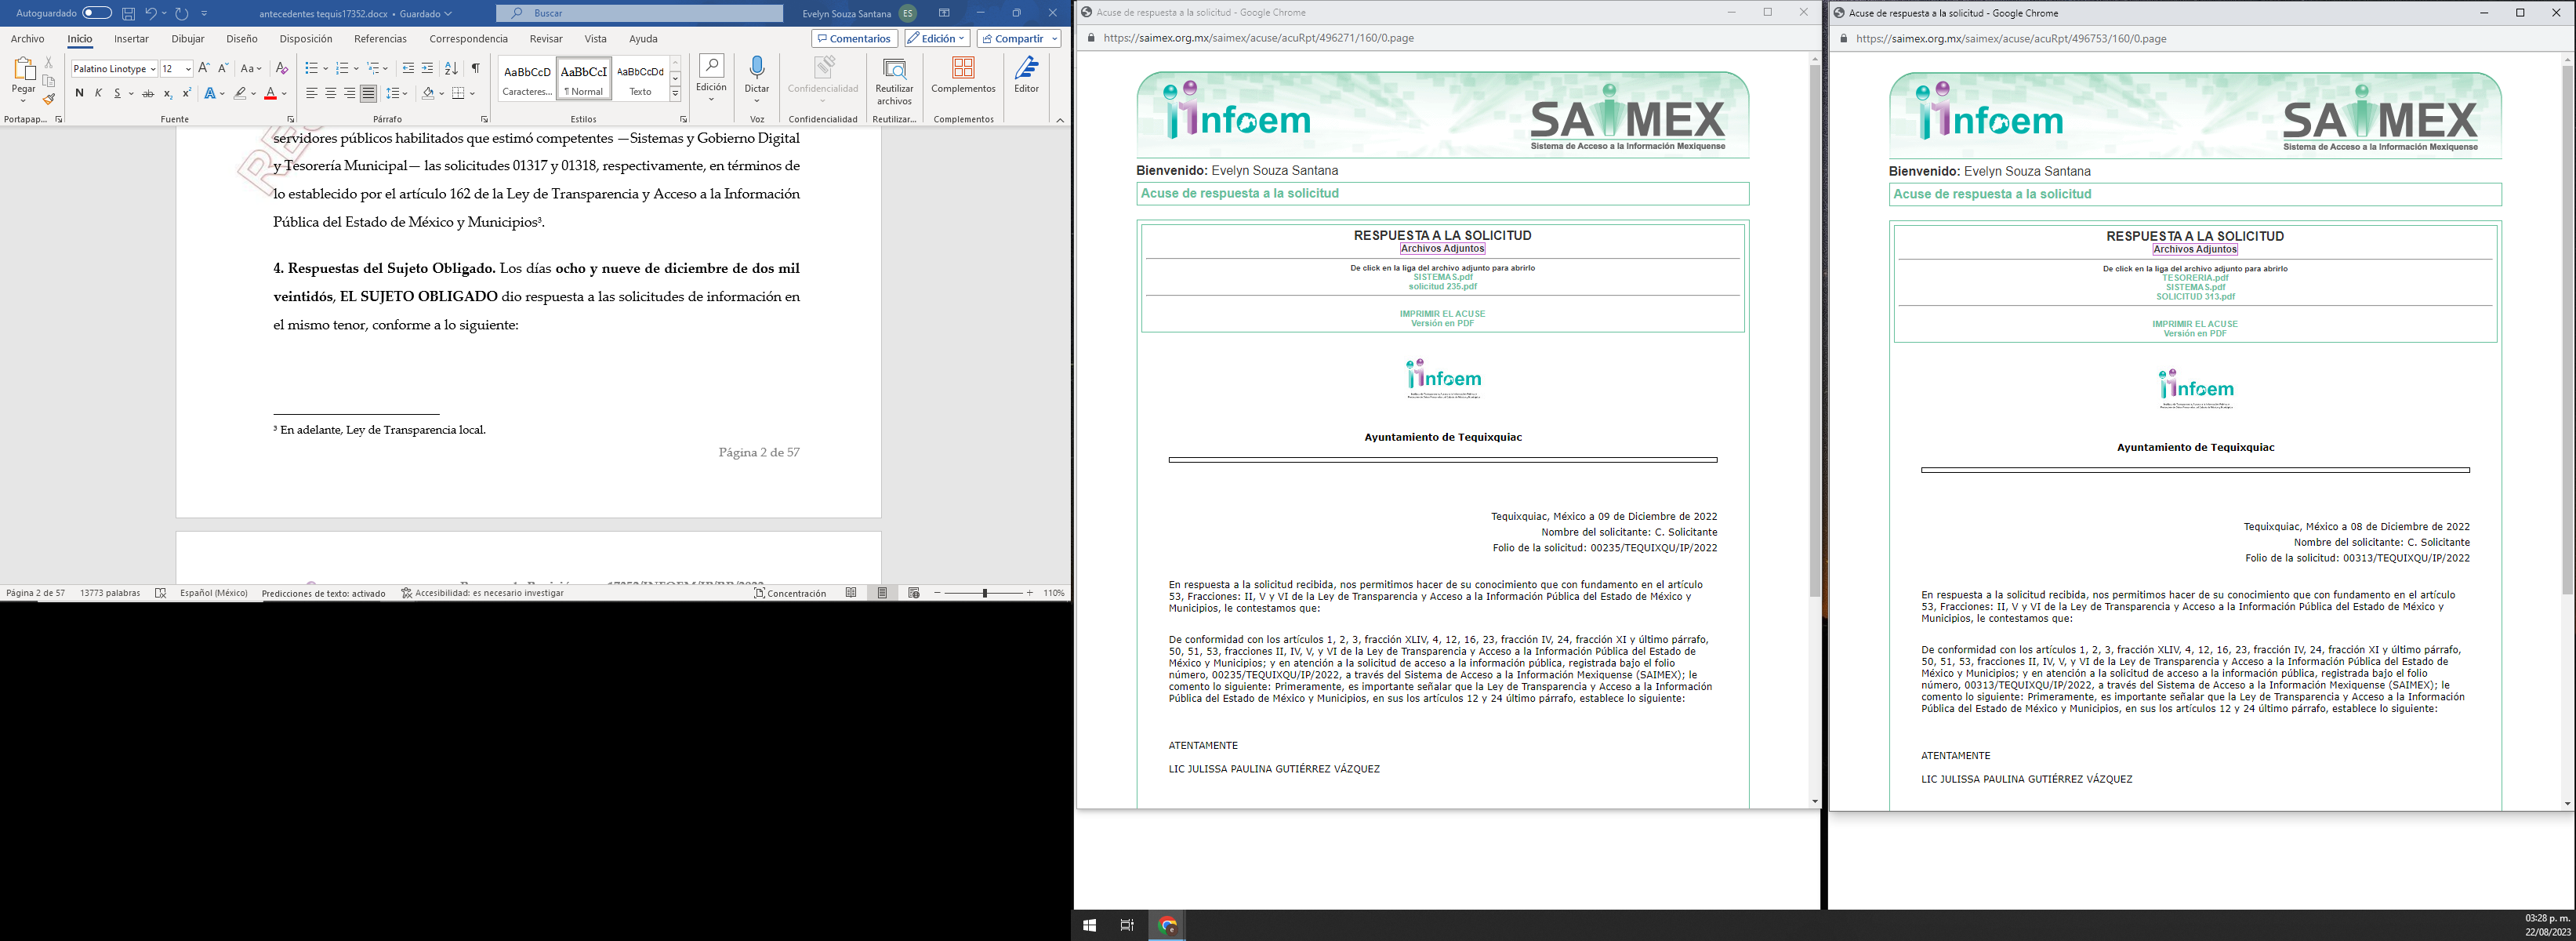 Autoguardado
antecedentes tequis17352.docx • Guardado
Buscar
Evelyn Souza Santana
ES
Archivo Inicio Insertar Dibujar Diseño Disposición Referencias Correspondencia Revisar Vista Ayuda
Comentarios Edición Compartir
Pegar
Palatino Linotype 12
N K S ab x₂ x² A A
Portapap...
Fuente
Párrafo
AaBbCcD AaBbCcI AaBbCcDd
Caracteres... ¶ Normal Texto
Estilos
Edición
Dictar
Voz
Confidencialidad
Confidencialidad
Reutilizar archivos
Reutilizar...
Complementos
Complementos
Editor
servidores públicos habilitados que estimó competentes —Sistemas y Gobierno Digital
y Tesorería Municipal— las solicitudes 01317 y 01318, respectivamente, en términos de
lo establecido por el artículo 162 de la Ley de Transparencia y Acceso a la Información
Pública del Estado de México y Municipios³.
4. Respuestas del Sujeto Obligado. Los días ocho y nueve de diciembre de dos mil
veintidós, EL SUJETO OBLIGADO dio respuesta a las solicitudes de información en
el mismo tenor, conforme a lo siguiente:
³ En adelante, Ley de Transparencia local.
Página 2 de 57
Página 2 de 57 13773 palabras Español (México) Predicciones de texto: activado Accesibilidad: es necesario investigar Concentración 110%
Acuse de respuesta a la solicitud - Google Chrome
https://saimex.org.mx/saimex/acuse/acuRpt/496271/160/0.page
infoem
SAIMEX
Sistema de Acceso a la Información Mexiquense
Bienvenido: Evelyn Souza Santana
Acuse de respuesta a la solicitud
RESPUESTA A LA SOLICITUD
Archivos Adjuntos
De click en la liga del archivo adjunto para abrirlo
SISTEMAS.pdf
solicitud 235.pdf
IMPRIMIR EL ACUSE
Versión en PDF
infoem
Ayuntamiento de Tequixquiac
Tequixquiac, México a 09 de Diciembre de 2022
Nombre del solicitante: C. Solicitante
Folio de la solicitud: 00235/TEQUIXQU/IP/2022
En respuesta a la solicitud recibida, nos permitimos hacer de su conocimiento que con fundamento en el artículo
53, Fracciones: II, V y VI de la Ley de Transparencia y Acceso a la Información Pública del Estado de México y
Municipios, le contestamos que:
De conformidad con los artículos 1, 2, 3, fracción XLIV, 4, 12, 16, 23, fracción IV, 24, fracción XI y último párrafo,
50, 51, 53, fracciones II, IV, V, y VI de la Ley de Transparencia y Acceso a la Información Pública del Estado de
México y Municipios; y en atención a la solicitud de acceso a la información pública, registrada bajo el folio
número, 00235/TEQUIXQU/IP/2022, a través del Sistema de Acceso a la Información Mexiquense (SAIMEX); le
comento lo siguiente: Primeramente, es importante señalar que la Ley de Transparencia y Acceso a la Información
Pública del Estado de México y Municipios, en sus los artículos 12 y 24 último párrafo, establece lo siguiente:
ATENTAMENTE
LIC JULISSA PAULINA GUTIÉRREZ VÁZQUEZ
Acuse de respuesta a la solicitud - Google Chrome
https://saimex.org.mx/saimex/acuse/acuRpt/496753/160/0.page
infoem
SAIMEX
Sistema de Acceso a la Información Mexiquense
Bienvenido: Evelyn Souza Santana
Acuse de respuesta a la solicitud
RESPUESTA A LA SOLICITUD
Archivos Adjuntos
De click en la liga del archivo adjunto para abrirlo
TESORERIA.pdf
SISTEMAS.pdf
SOLICITUD 313.pdf
IMPRIMIR EL ACUSE
Versión en PDF
infoem
Ayuntamiento de Tequixquiac
Tequixquiac, México a 08 de Diciembre de 2022
Nombre del solicitante: C. Solicitante
Folio de la solicitud: 00313/TEQUIXQU/IP/2022
En respuesta a la solicitud recibida, nos permitimos hacer de su conocimiento que con fundamento en el artículo
53, Fracciones: II, V y VI de la Ley de Transparencia y Acceso a la Información Pública del Estado de México y
Municipios, le contestamos que:
De conformidad con los artículos 1, 2, 3, fracción XLIV, 4, 12, 16, 23, fracción IV, 24, fracción XI y último párrafo,
50, 51, 53, fracciones II, IV, V, y VI de la Ley de Transparencia y Acceso a la Información Pública del Estado de
México y Municipios; y en atención a la solicitud de acceso a la información pública, registrada bajo el folio
número, 00313/TEQUIXQU/IP/2022, a través del Sistema de Acceso a la Información Mexiquense (SAIMEX); le
comento lo siguiente: Primeramente, es importante señalar que la Ley de Transparencia y Acceso a la Información
Pública del Estado de México y Municipios, en sus los artículos 12 y 24 último párrafo, establece lo siguiente:
ATENTAMENTE
LIC JULISSA PAULINA GUTIÉRREZ VÁZQUEZ
03:28 p. m.
22/08/2023